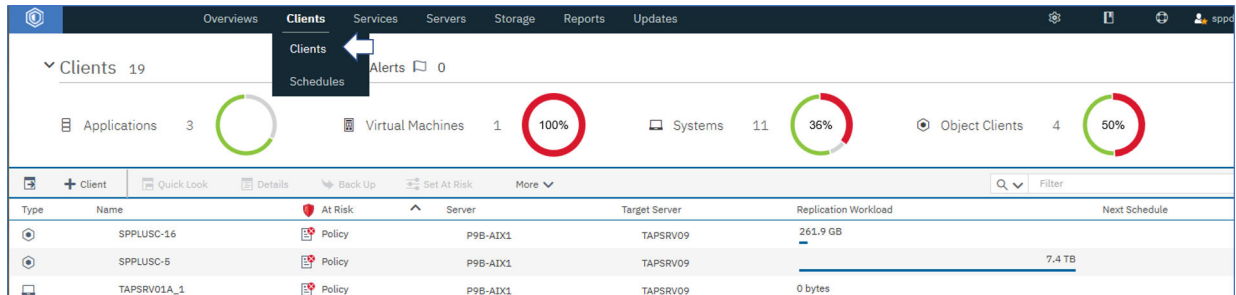 Overviews Clients Services Servers Storage Reports Updates sppd
Clients
Schedules
Clients 19 Alerts 0
Applications 3 Virtual Machines 1 100% Systems 11 36% Object Clients 4 50%
+ Client Quick Look Details Back Up Set At Risk More Filter
Type Name At Risk Server Target Server Replication Workload Next Schedule
SPPLUSC-16 Policy P9B-AIX1 TAPSRV09 261.9 GB
SPPLUSC-5 Policy P9B-AIX1 TAPSRV09 7.4 TB
TAPSRV01A_1 Policy P9B-AIX1 TAPSRV09 0 bytes